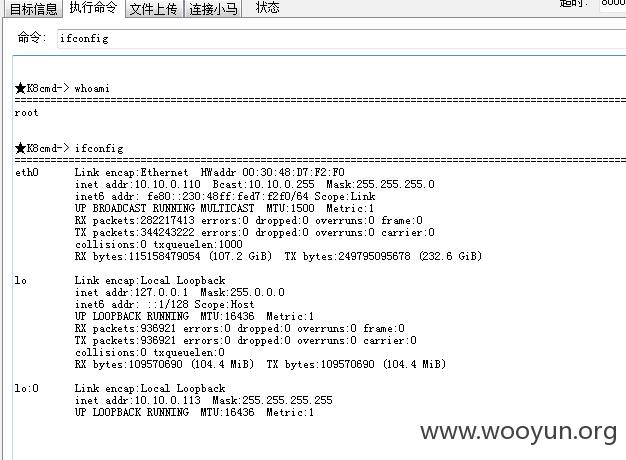 目标信息 执行命令 文件上传 连接小马 状态 超时: 6000
命令: ifconfig
★K8cmd-> whoami
root
★K8cmd-> ifconfig
eth0 Link encap:Ethernet HWaddr 00:30:48:D7:F2:F0
inet addr:10.10.0.110 Bcast:10.10.0.255 Mask:255.255.255.0
inet6 addr: fe80::230:48ff:fed7:f2f0/64 Scope:Link
UP BROADCAST RUNNING MULTICAST MTU:1500 Metric:1
RX packets:282217413 errors:0 dropped:0 overruns:0 frame:0
TX packets:344243222 errors:0 dropped:0 overruns:0 carrier:0
collisions:0 txqueuelen:1000
RX bytes:115158479054 (107.2 GiB) TX bytes:249795095678 (232.6 GiB)
lo Link encap:Local Loopback
inet addr:127.0.0.1 Mask:255.0.0.0
inet6 addr: ::1/128 Scope:Host
UP LOOPBACK RUNNING MTU:16436 Metric:1
RX packets:936921 errors:0 dropped:0 overruns:0 frame:0
TX packets:936921 errors:0 dropped:0 overruns:0 carrier:0
collisions:0 txqueuelen:0
RX bytes:109570690 (104.4 MiB) TX bytes:109570690 (104.4 MiB)
lo:0 Link encap:Local Loopback
inet addr:10.10.0.113 Mask:255.255.255.255
UP LOOPBACK RUNNING MTU:16436 Metric:1
www.wooyun.org